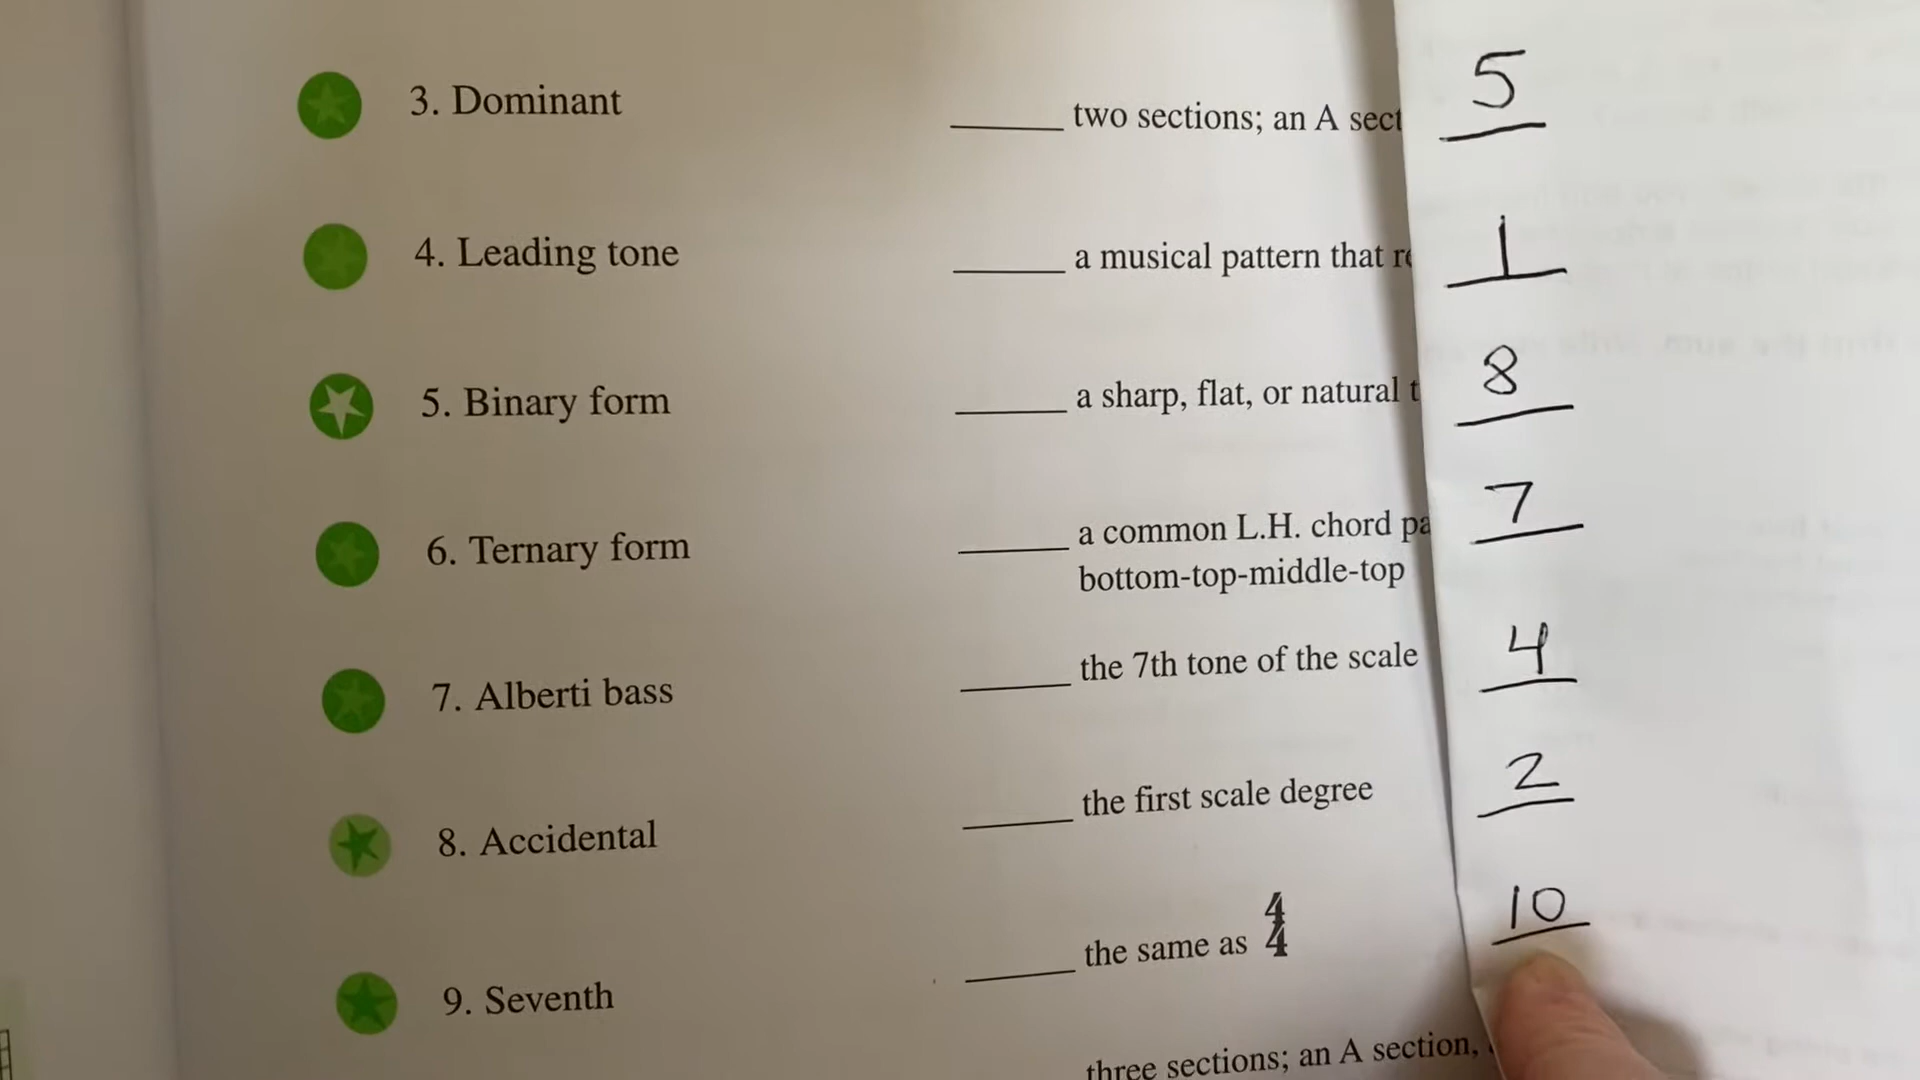 3. Dominant
4. Leading tone
5. Binary form
6. Ternary form
7. Alberti bass
8. Accidental
9. Seventh
two sections; an A sect
a musical pattern that
a sharp, flat, or natural
a common L.H. chord
bottom-top-middle-top
the 7th tone of the scale
the first scale degree
the same as 4/4
three sections; an A section,
5
1
8
7
4
2
10